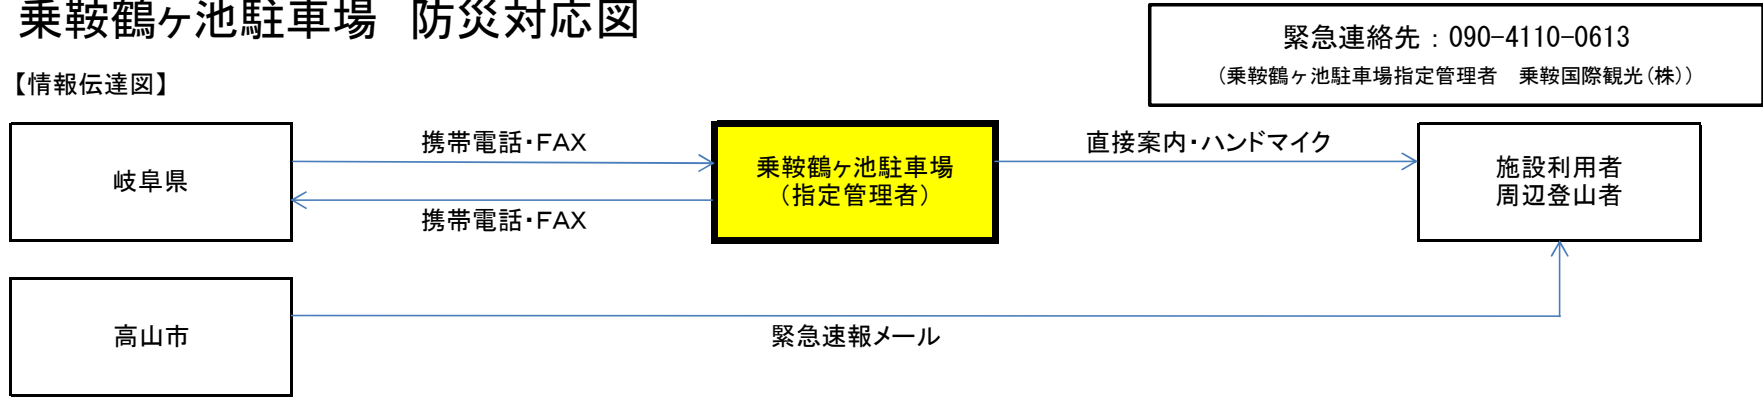 乗鞍鶴ヶ池駐車場　防災対応図
緊急連絡先：090-4110-0613
（乗鞍鶴ヶ池駐車場指定管理者　乗鞍国際観光（株））
【情報伝達図】
岐阜県
携帯電話・FAX
携帯電話・FAX
乗鞍鶴ヶ池駐車場
（指定管理者）
直接案内・ハンドマイク
施設利用者
周辺登山者
高山市
緊急速報メール